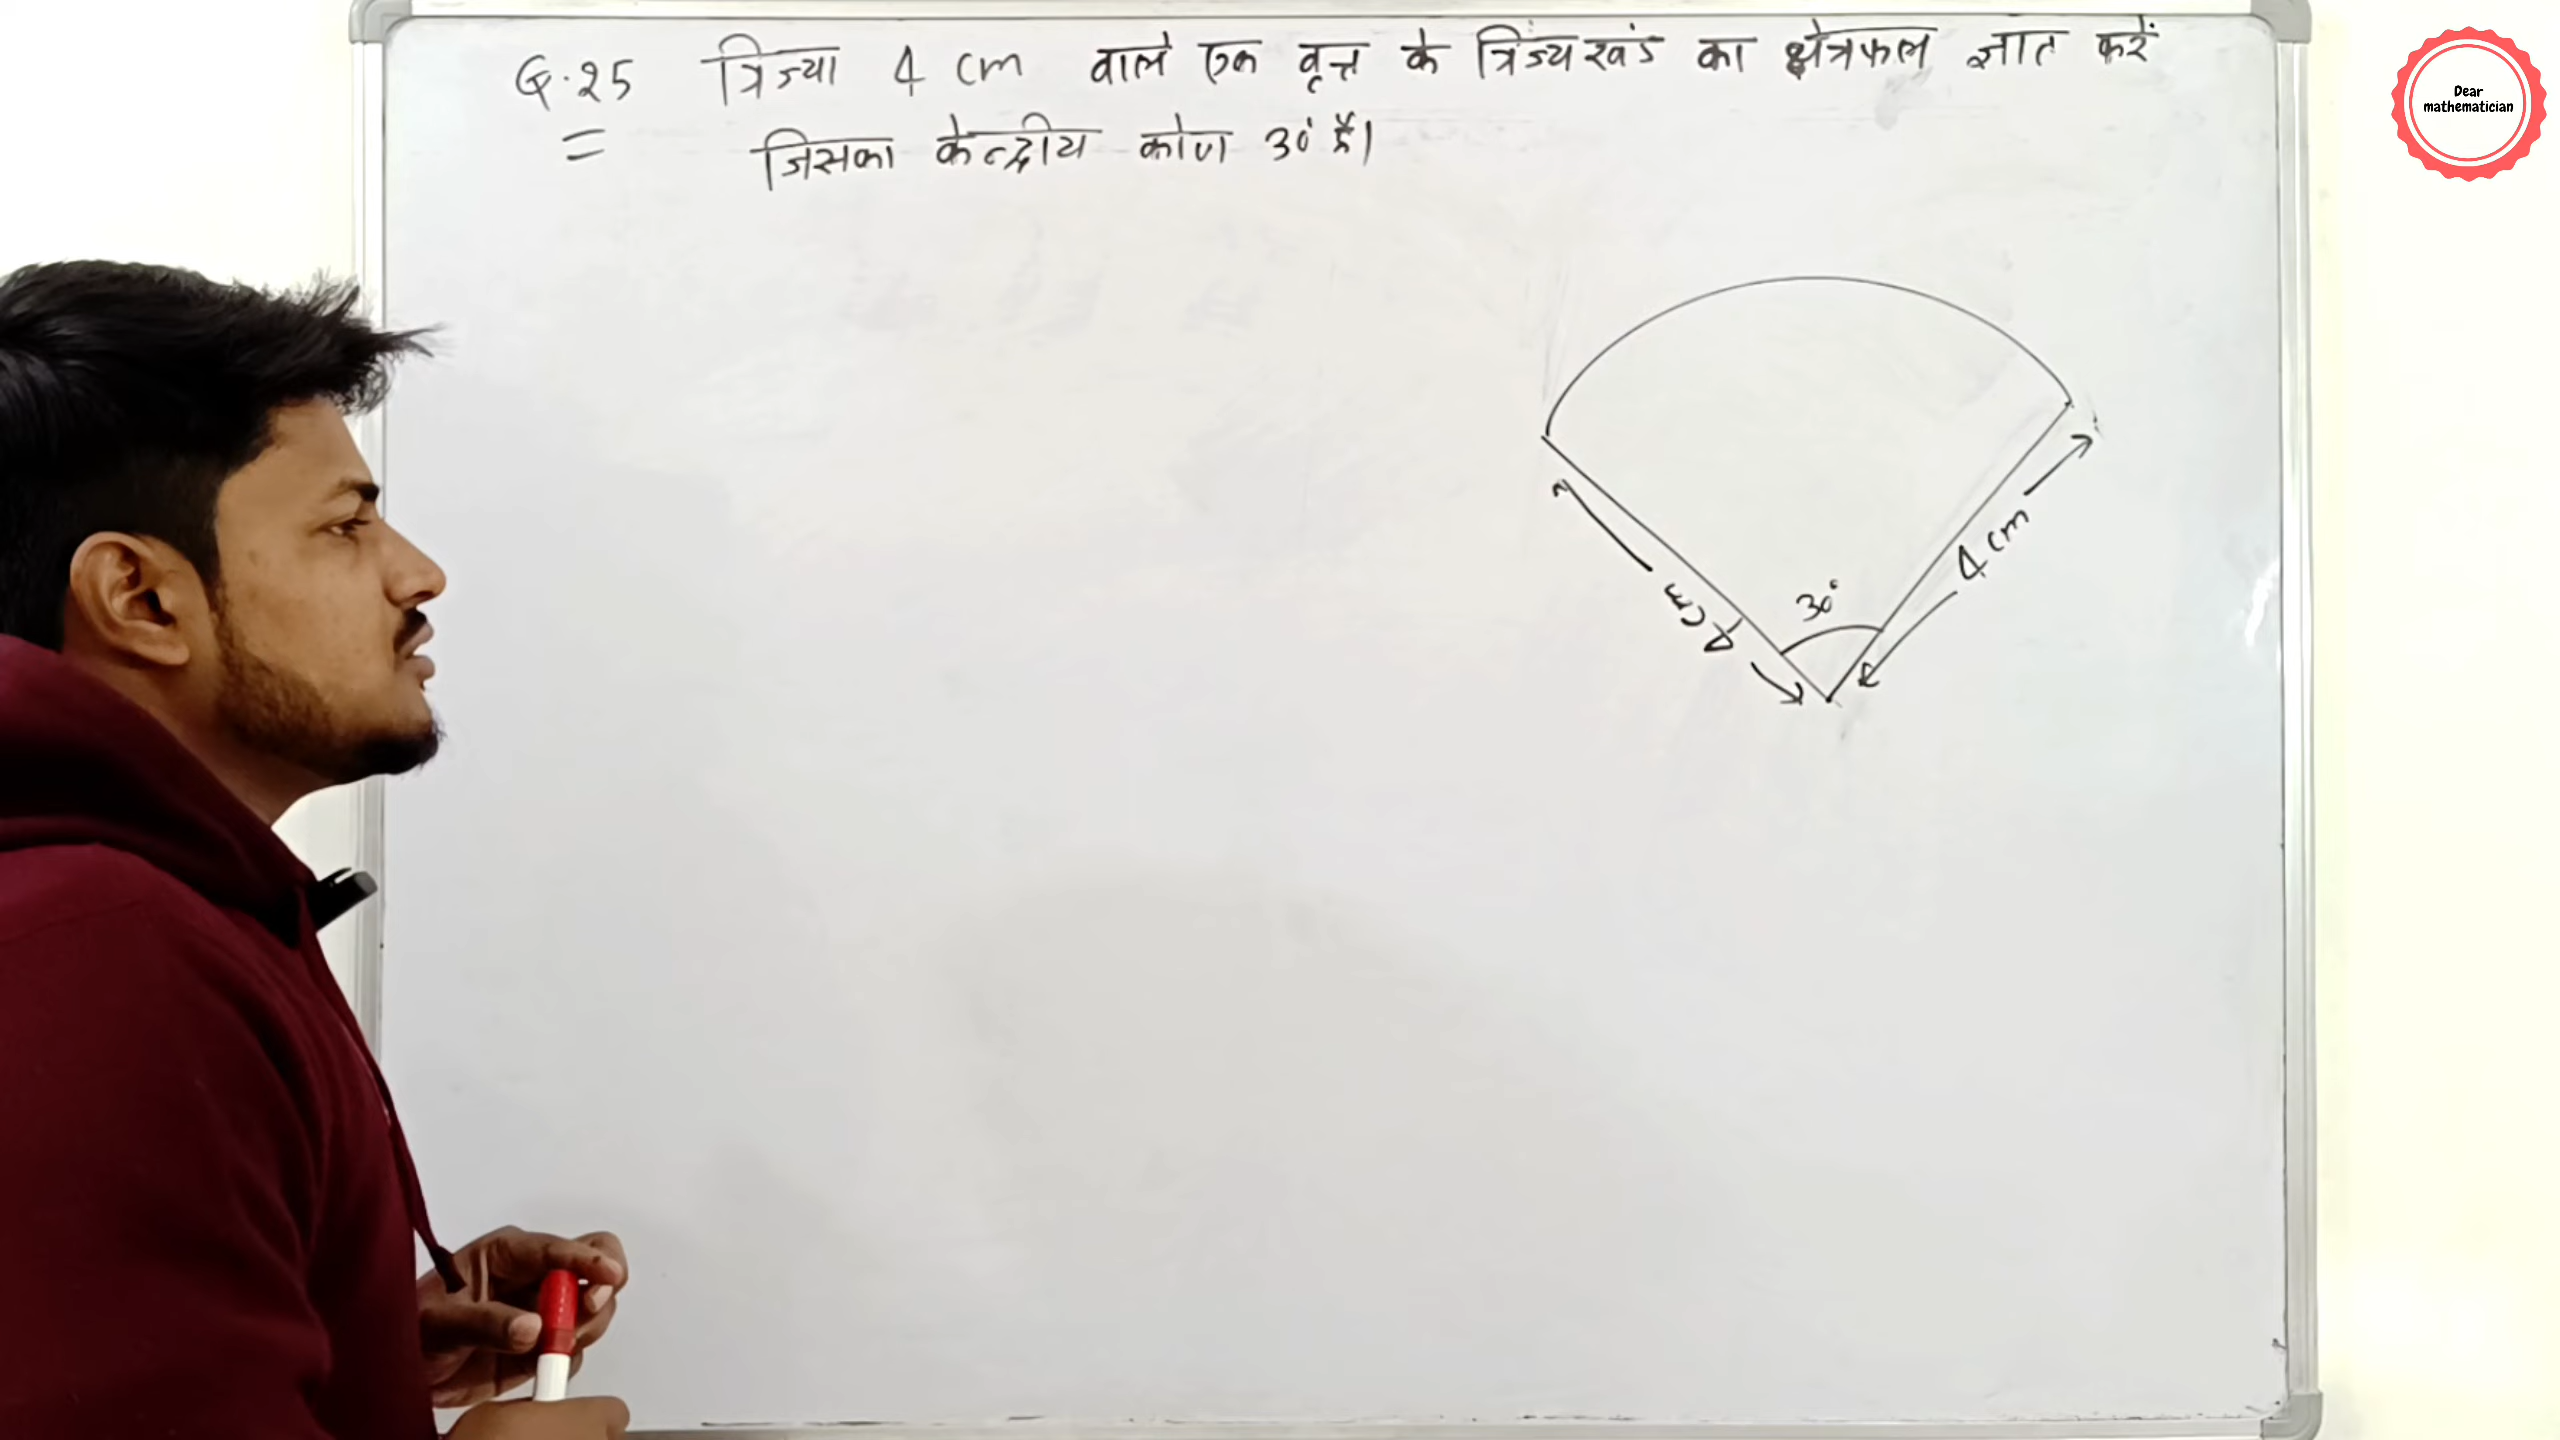 Q.25 त्रिज्या 4 cm वाले एक वृत्त के त्रिज्यखंड का क्षेत्रफल ज्ञात करें
जिसका केन्द्रीय कोण 30° है।
4 cm
30°
4 cm
Dear
mathematician